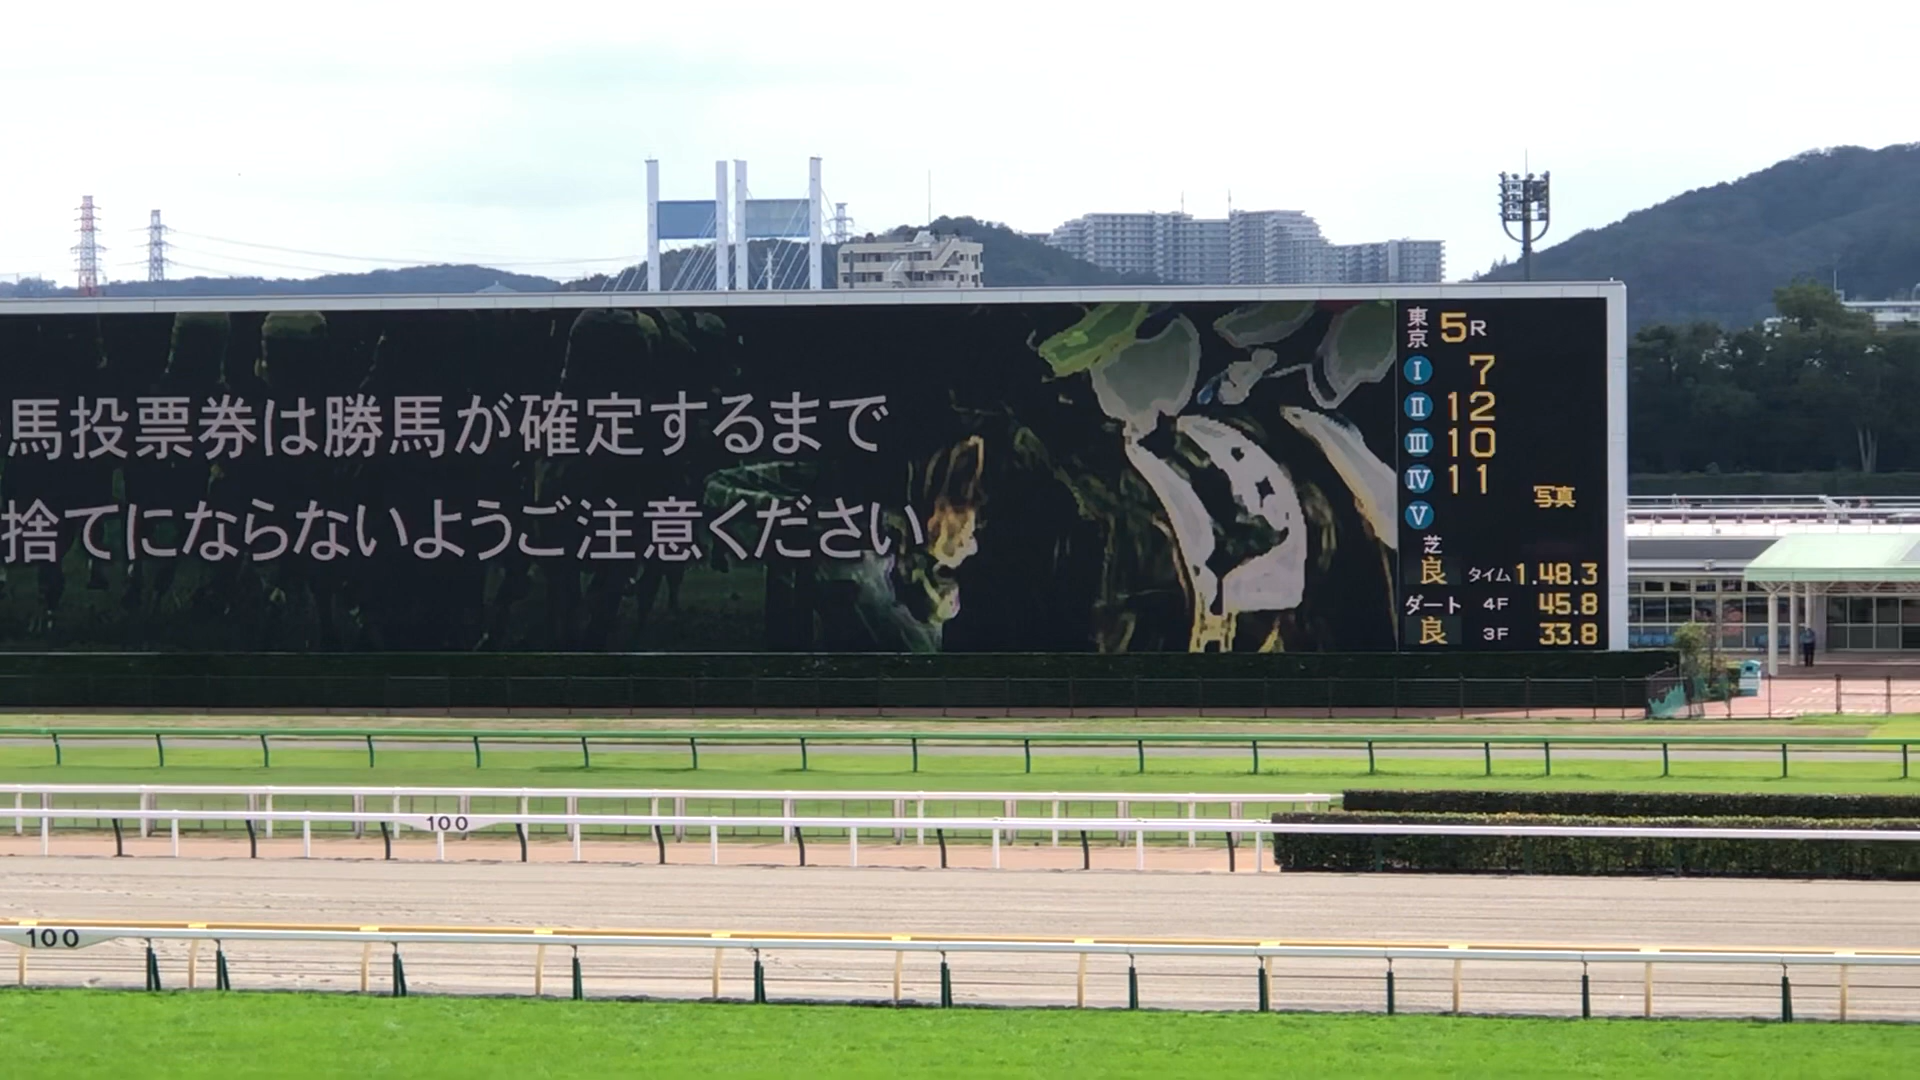 馬投票券は勝馬が確定するまで
捨てにならないようご注意ください
東京 5R
Ⅰ 7
Ⅱ 12
Ⅲ 10
Ⅳ 11
写真
Ⅴ
芝
良 タイム 1.48.3
ダート 4F 45.8
良 3F 33.8
100
100